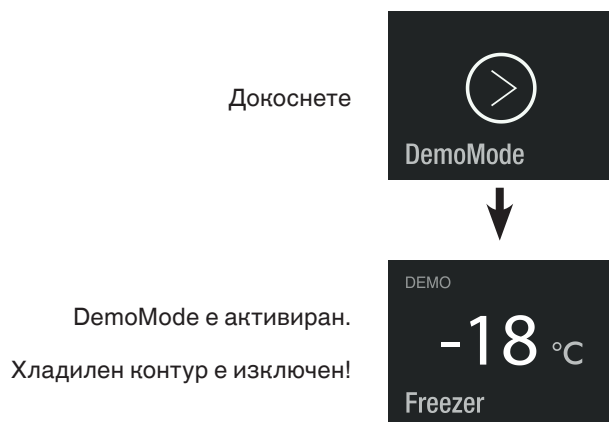 Докоснете
DemoMode
DEMO
DemoMode е активиран.
-18 °C
Хладилен контур е изключен!
Freezer